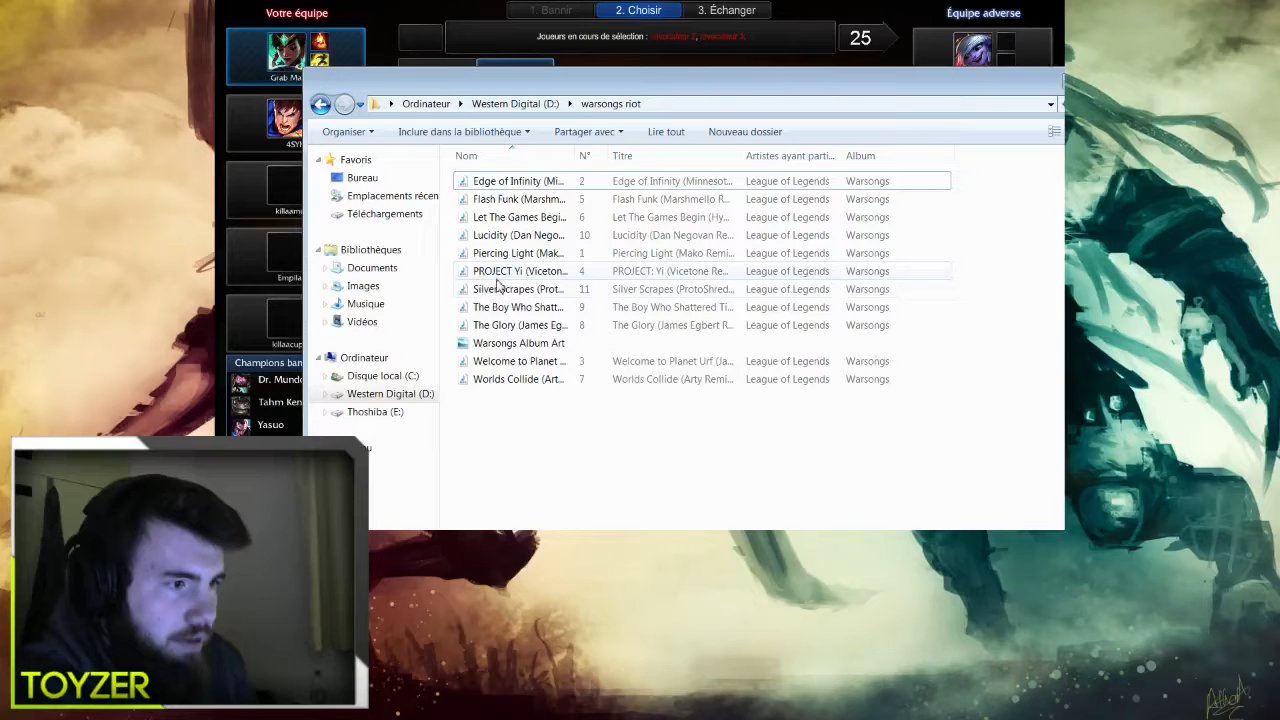 Votre équipe
1. Bannir
2. Choisir
3. Échanger
Équipe adverse
Joueurs en cours de sélection :
25
Grab Ma
4SY
killaam
Empila
killacup
Champions ban
Dr. Mund
Tahm Ken
Yasuo
Ordinateur
Western Digital (D:)
warsongs riot
Organiser
Inclure dans la bibliothèque
Partager avec
Lire tout
Nouveau dossier
Favoris
Bureau
Emplacements récen
Téléchargements
Bibliothèques
Documents
Images
Musique
Vidéos
Ordinateur
Disque local (C:)
Western Digital (D:)
Thoshiba (E:)
Nom N° Titre Artistes ayant parti... Album
Edge of Infinity (Mi... 2 Edge of Infinity (Minnesot... League of Legends Warsongs
Flash Funk (Marshm... 5 Flash Funk (Marshmello R... League of Legends Warsongs
Let The Games Begi... 6 Let The Games Begin (Hy... League of Legends Warsongs
Lucidity (Dan Nego... 10 Lucidity (Dan Negovan Re... League of Legends Warsongs
Piercing Light (Mak... 1 Piercing Light (Mako Remi... League of Legends Warsongs
PROJECT Yi (Viceton... 4 PROJECT: Yi (Vicetone Re... League of Legends Warsongs
Silver Scrapes (Prot... 11 Silver Scrapes (ProtoShred... League of Legends Warsongs
The Boy Who Shatt... 9 The Boy Who Shattered Ti... League of Legends Warsongs
The Glory (James Eg... 8 The Glory (James Egbert R... League of Legends Warsongs
Warsongs Album Art
Welcome to Planet ... 3 Welcome to Planet Urf (Ja... League of Legends Warsongs
Worlds Collide (Art... 7 Worlds Collide (Arty Remi... League of Legends Warsongs
TOYZER